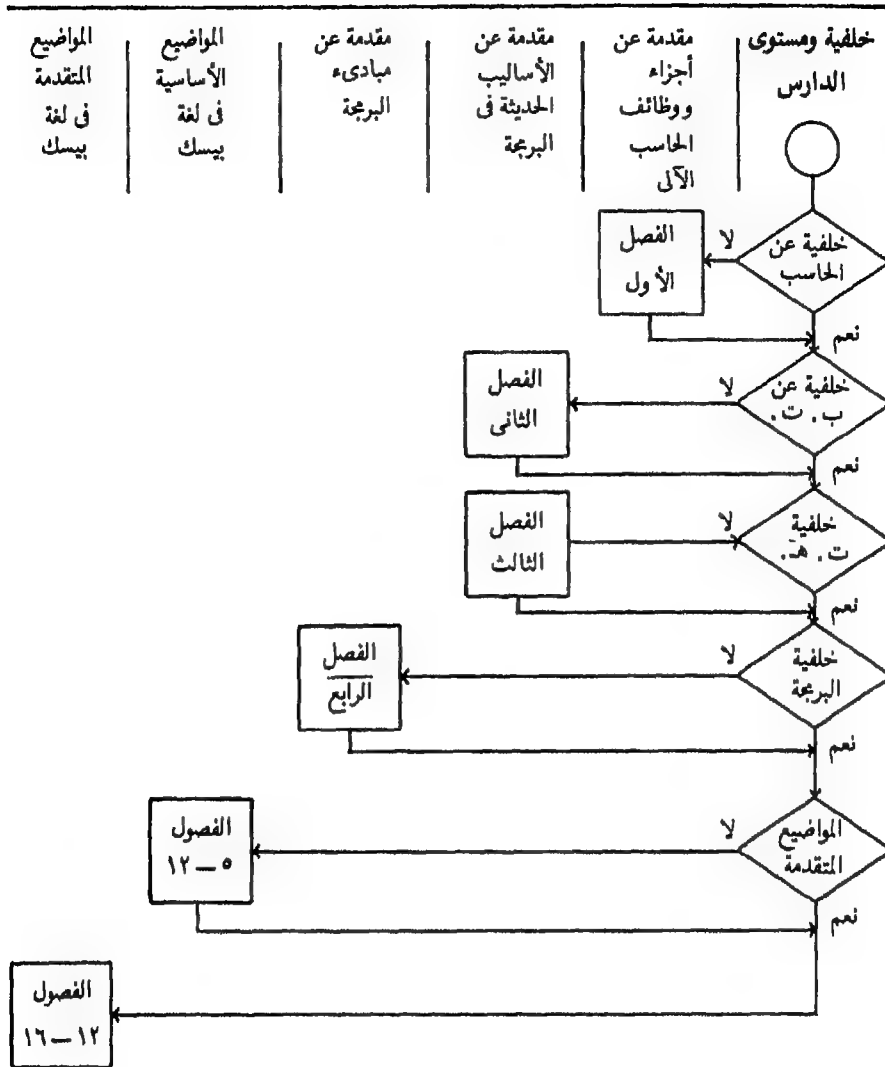 خلفية ومستوى
الدارس
مقدمة عن
أجزاء
ووظائف
الحاسب
الآلى
مقدمة عن
الأساليب
الحديثة فى
البرمجة
مقدمة عن
مبادىء
البرمجة
المواضيع
الأساسية
فى لغة
بيسك
المواضيع
المتقدمة
فى لغة
بيسك
خلفية عن
الحاسب
لا
الفصل
الأول
نعم
خلفية عن
ب . ت .
لا
الفصل
الثانى
نعم
خلفية
ت . هـ.
لا
الفصل
الثالث
نعم
خلفية
البرمجة
لا
الفصل
الرابع
نعم
المواضيع
المتقدمة
لا
الفصول
٥ – ١٢
نعم
الفصول
١٢ – ١٦